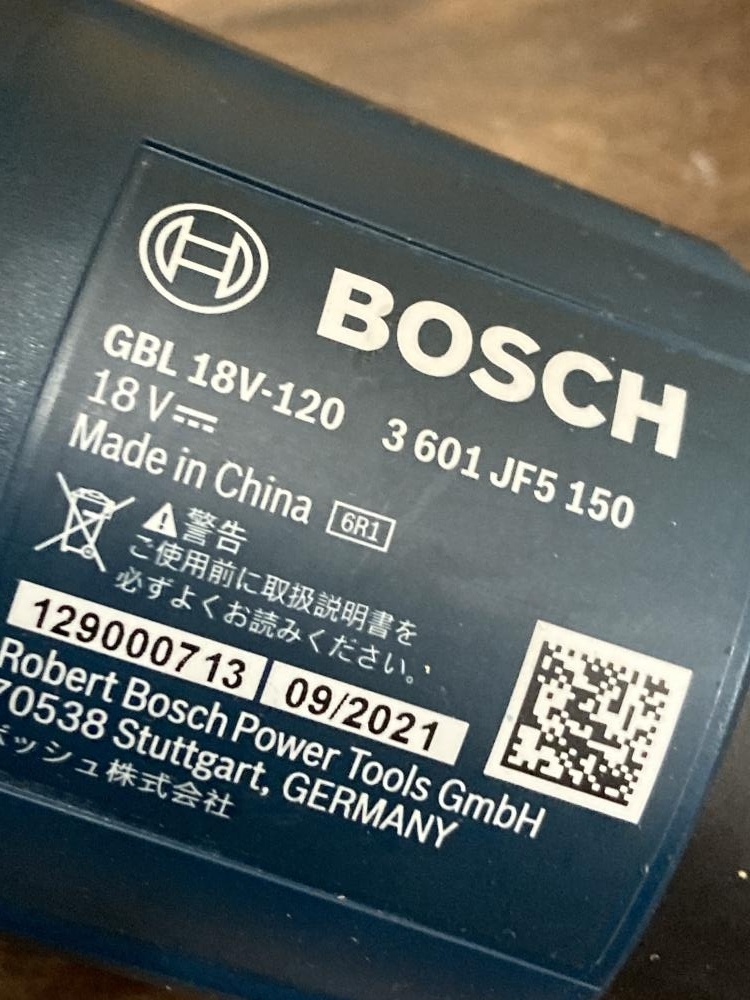 BOSCH
GBL 18V-120 3 601 JF5 150
18 V
Made in China 6R1
警告
ご使用前に取扱説明書を
必ずよくお読みください。
129000713 09/2021
Robert Bosch Power Tools GmbH
70538 Stuttgart, GERMANY
ボッシュ株式会社